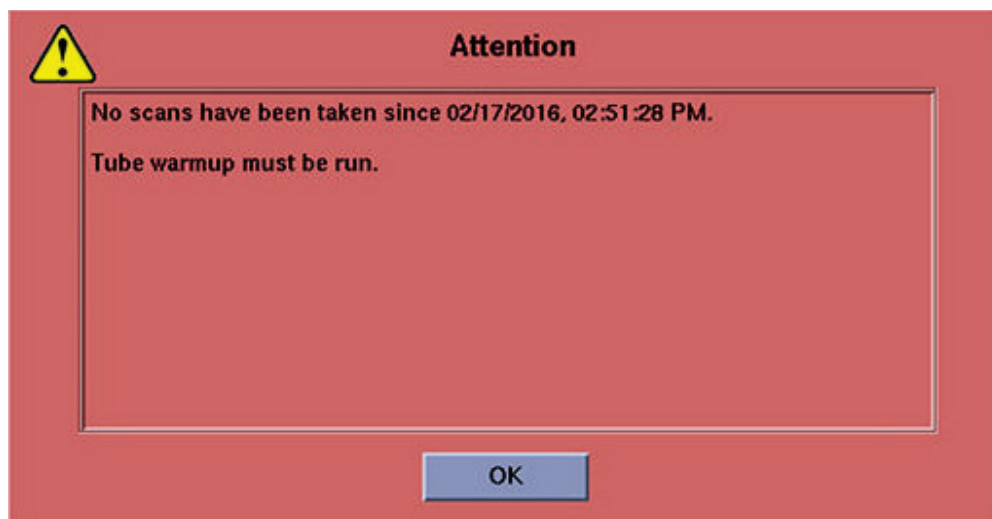 Attention
No scans have been taken since 02/17/2016, 02:51:28 PM.
Tube warmup must be run.
OK